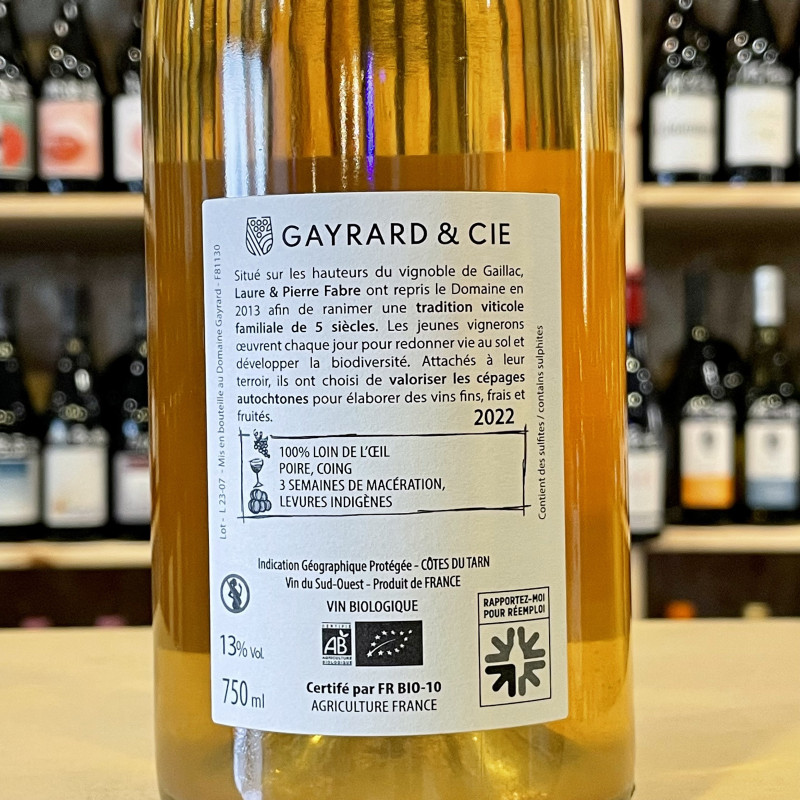 GAYRARD & CIE
Situé sur les hauteurs du vignoble de Gaillac,
Laure & Pierre Fabre ont repris le Domaine en
2013 afin de ranimer une tradition viticole
familiale de 5 siècles. Les jeunes vignerons
œuvrent chaque jour pour redonner vie au sol et
développer la biodiversité. Attachés à leur
terroir, ils ont choisi de valoriser les cépages
autochtones pour élaborer des vins fins, frais et
fruités.
2022
100% LOIN DE L'ŒIL
POIRE, COING
3 SEMAINES DE MACÉRATION,
LEVURES INDIGÈNES
Lot - L 23-07 - Mis en bouteille au Domaine Gayrard - F81130
Contient des sulfites / contains sulphites
Indication Géographique Protégée - CÔTES DU TARN
Vin du Sud-Ouest - Produit de FRANCE
VIN BIOLOGIQUE
CERTIFIÉ
AB
AGRICULTURE
BIOLOGIQUE
Certifié par FR BIO-10
AGRICULTURE FRANCE
13% Vol.
750 ml
RAPPORTEZ-MOI
POUR RÉEMPLOI